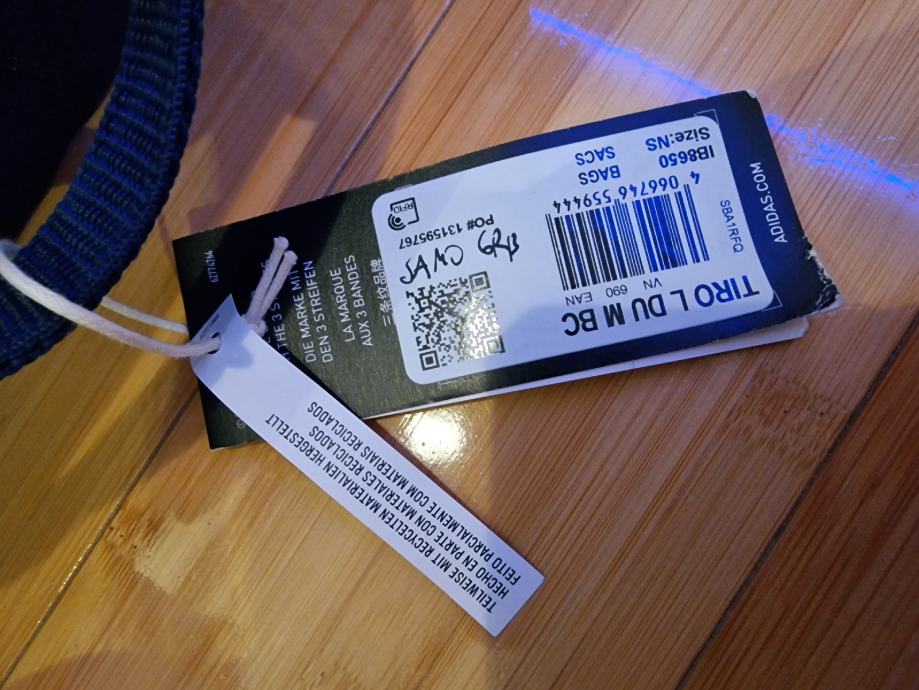 ADIDAS.COM
SBA1RFQ
TIRO L DU M BC
VN 690 EAN
4 066746 559444
BAGS
SACS
IB8650
Size:NS
RFID
PO# 131595767
THE 3 S
DIE MARKE MIT
DEN 3 STREIFEN
LA MARQUE
AUX 3 BANDES
三条纹品牌
TEILWEISE MIT RECYCELTEN MATERIALIEN HERGESTELLT
HECHO EN PARTE CON MATERIALES RECICLADOS
FEITO PARCIALMENTE COM MATERIAIS RECICLADOS